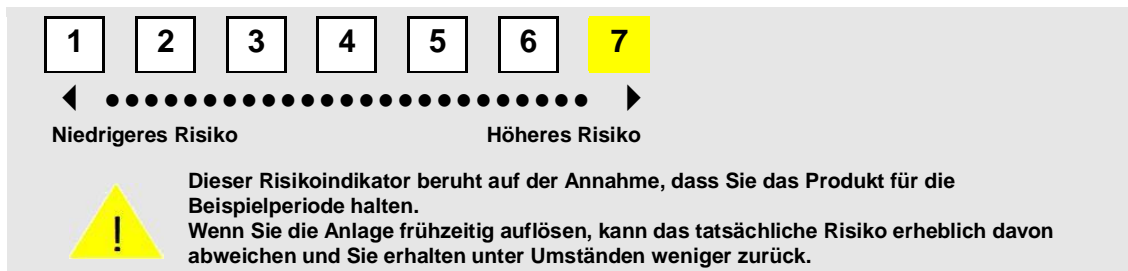 1 2 3 4 5 6 7
Niedrigeres Risiko Höheres Risiko
Dieser Risikoindikator beruht auf der Annahme, dass Sie das Produkt für die
Beispielperiode halten.
!
Wenn Sie die Anlage frühzeitig auflösen, kann das tatsächliche Risiko erheblich davon
abweichen und Sie erhalten unter Umständen weniger zurück.